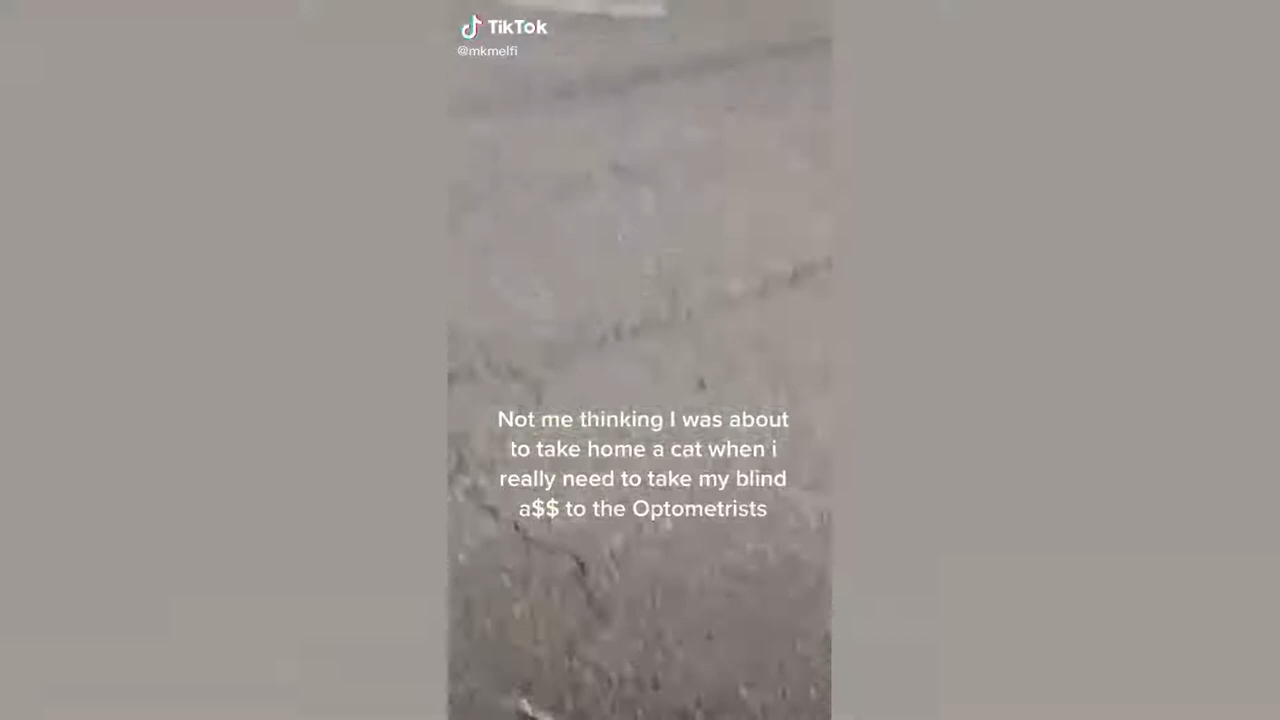 TikTok
@mkmelfi
Not me thinking I was about
to take home a cat when i
really need to take my blind
a$$ to the Optometrists